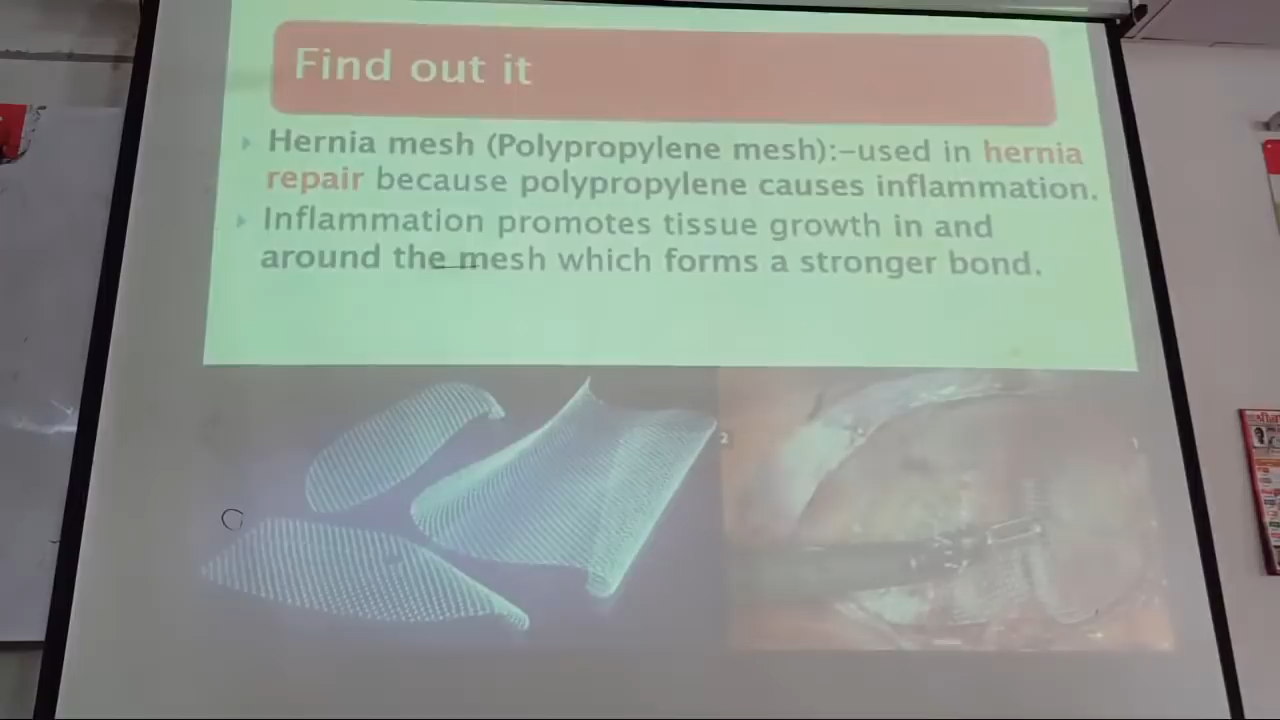 Find out it
Hernia mesh (Polypropylene mesh):-used in hernia
repair because polypropylene causes inflammation.
Inflammation promotes tissue growth in and
around the mesh which forms a stronger bond.
2